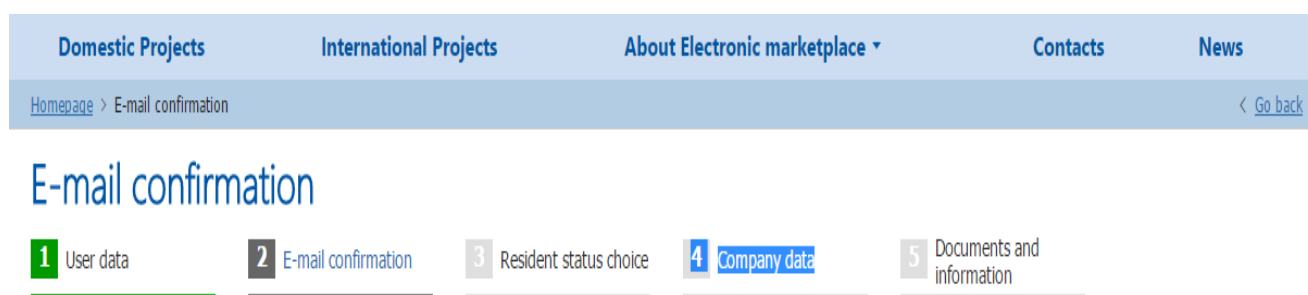 Domestic Projects International Projects About Electronic marketplace Contacts News
Homepage > E-mail confirmation < Go back
E-mail confirmation
1 User data 2 E-mail confirmation 3 Resident status choice 4 Company data 5 Documents and
information